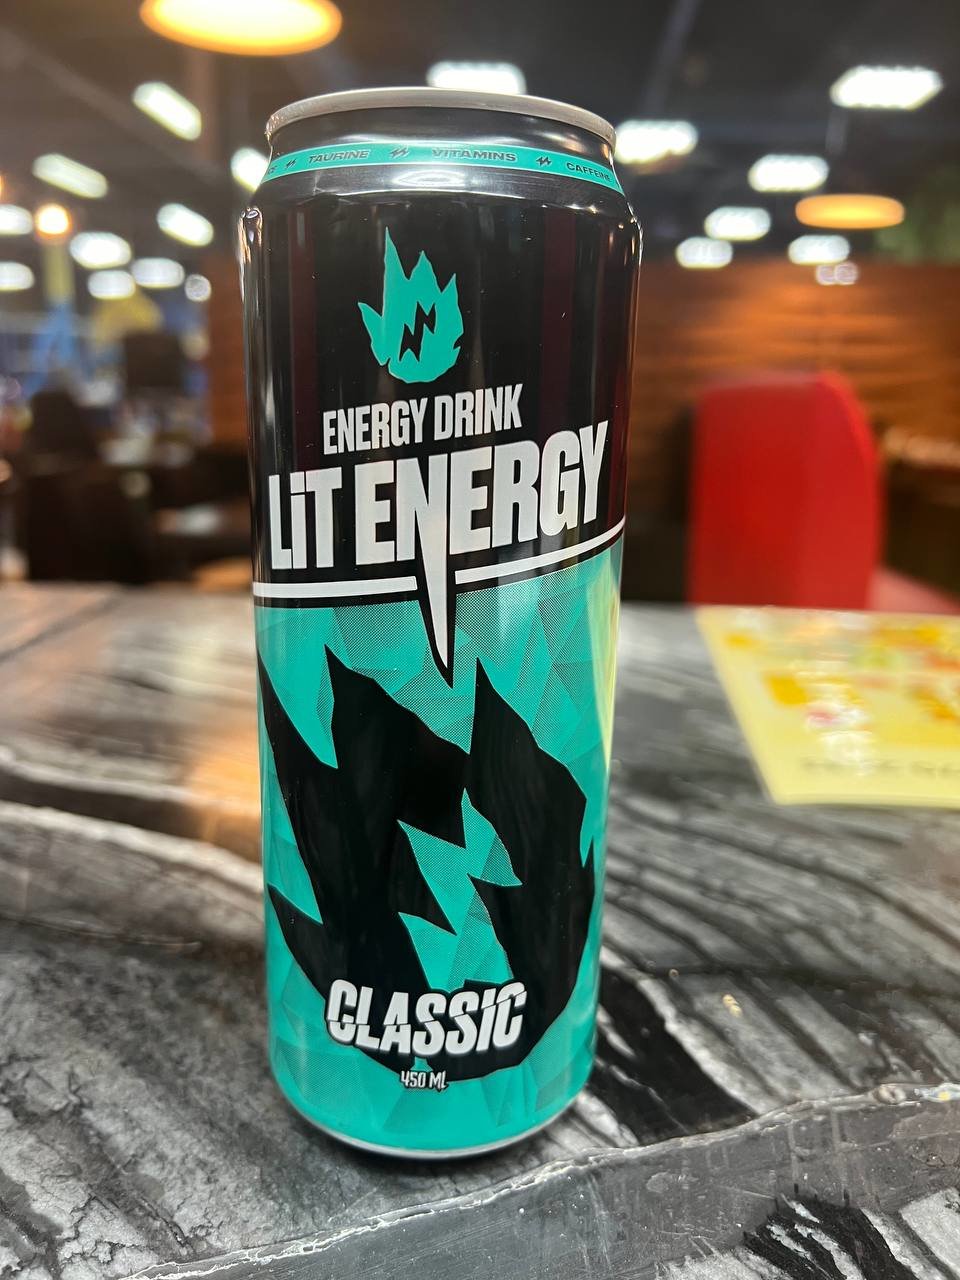 TAURINE VITAMINS CAFFEINE
ENERGY DRINK
LiT ENERGY
CLASSIC
450 ML